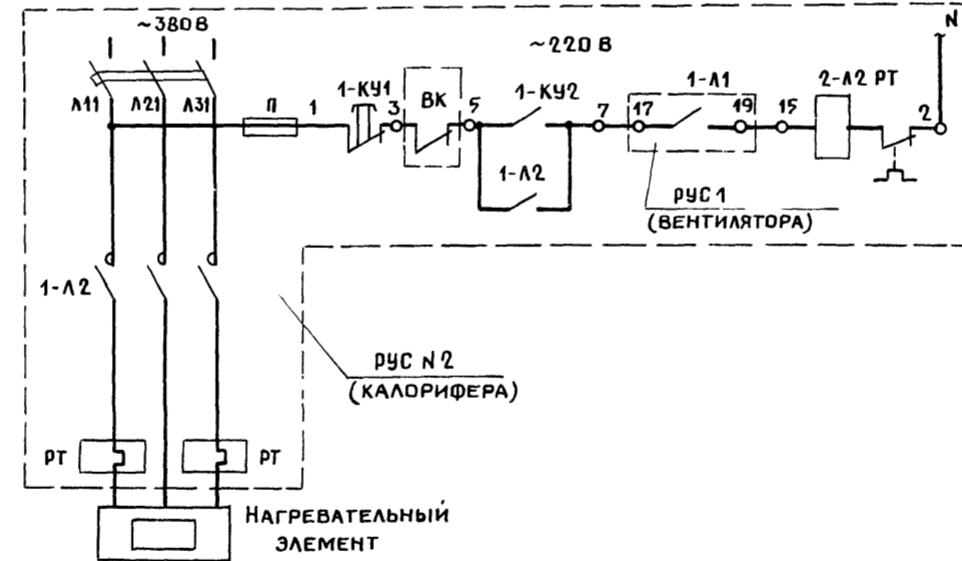 ~380В
~220 В
N
Л11 Л21 Л31
П
1
1-КУ1
3
ВК
5
1-КУ2
7
17
1-Л1
19
15
2-Л2 РТ
2
1-Л2
РУС 1
(ВЕНТИЛЯТОРА)
1-Л2
РУС N 2
(КАЛОРИФЕРА)
РТ
РТ
НАГРЕВАТЕЛЬНЫЙ
ЭЛЕМЕНТ